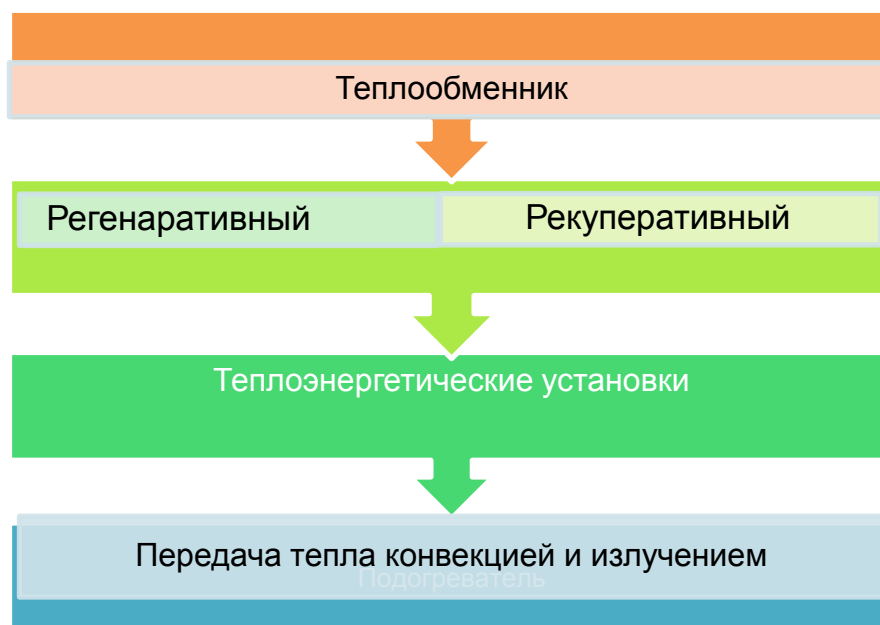 Теплообменник
Регенаративный
Рекуперативный
Теплоэнергетические установки
Передача тепла конвекцией и излучением
Подогреватель